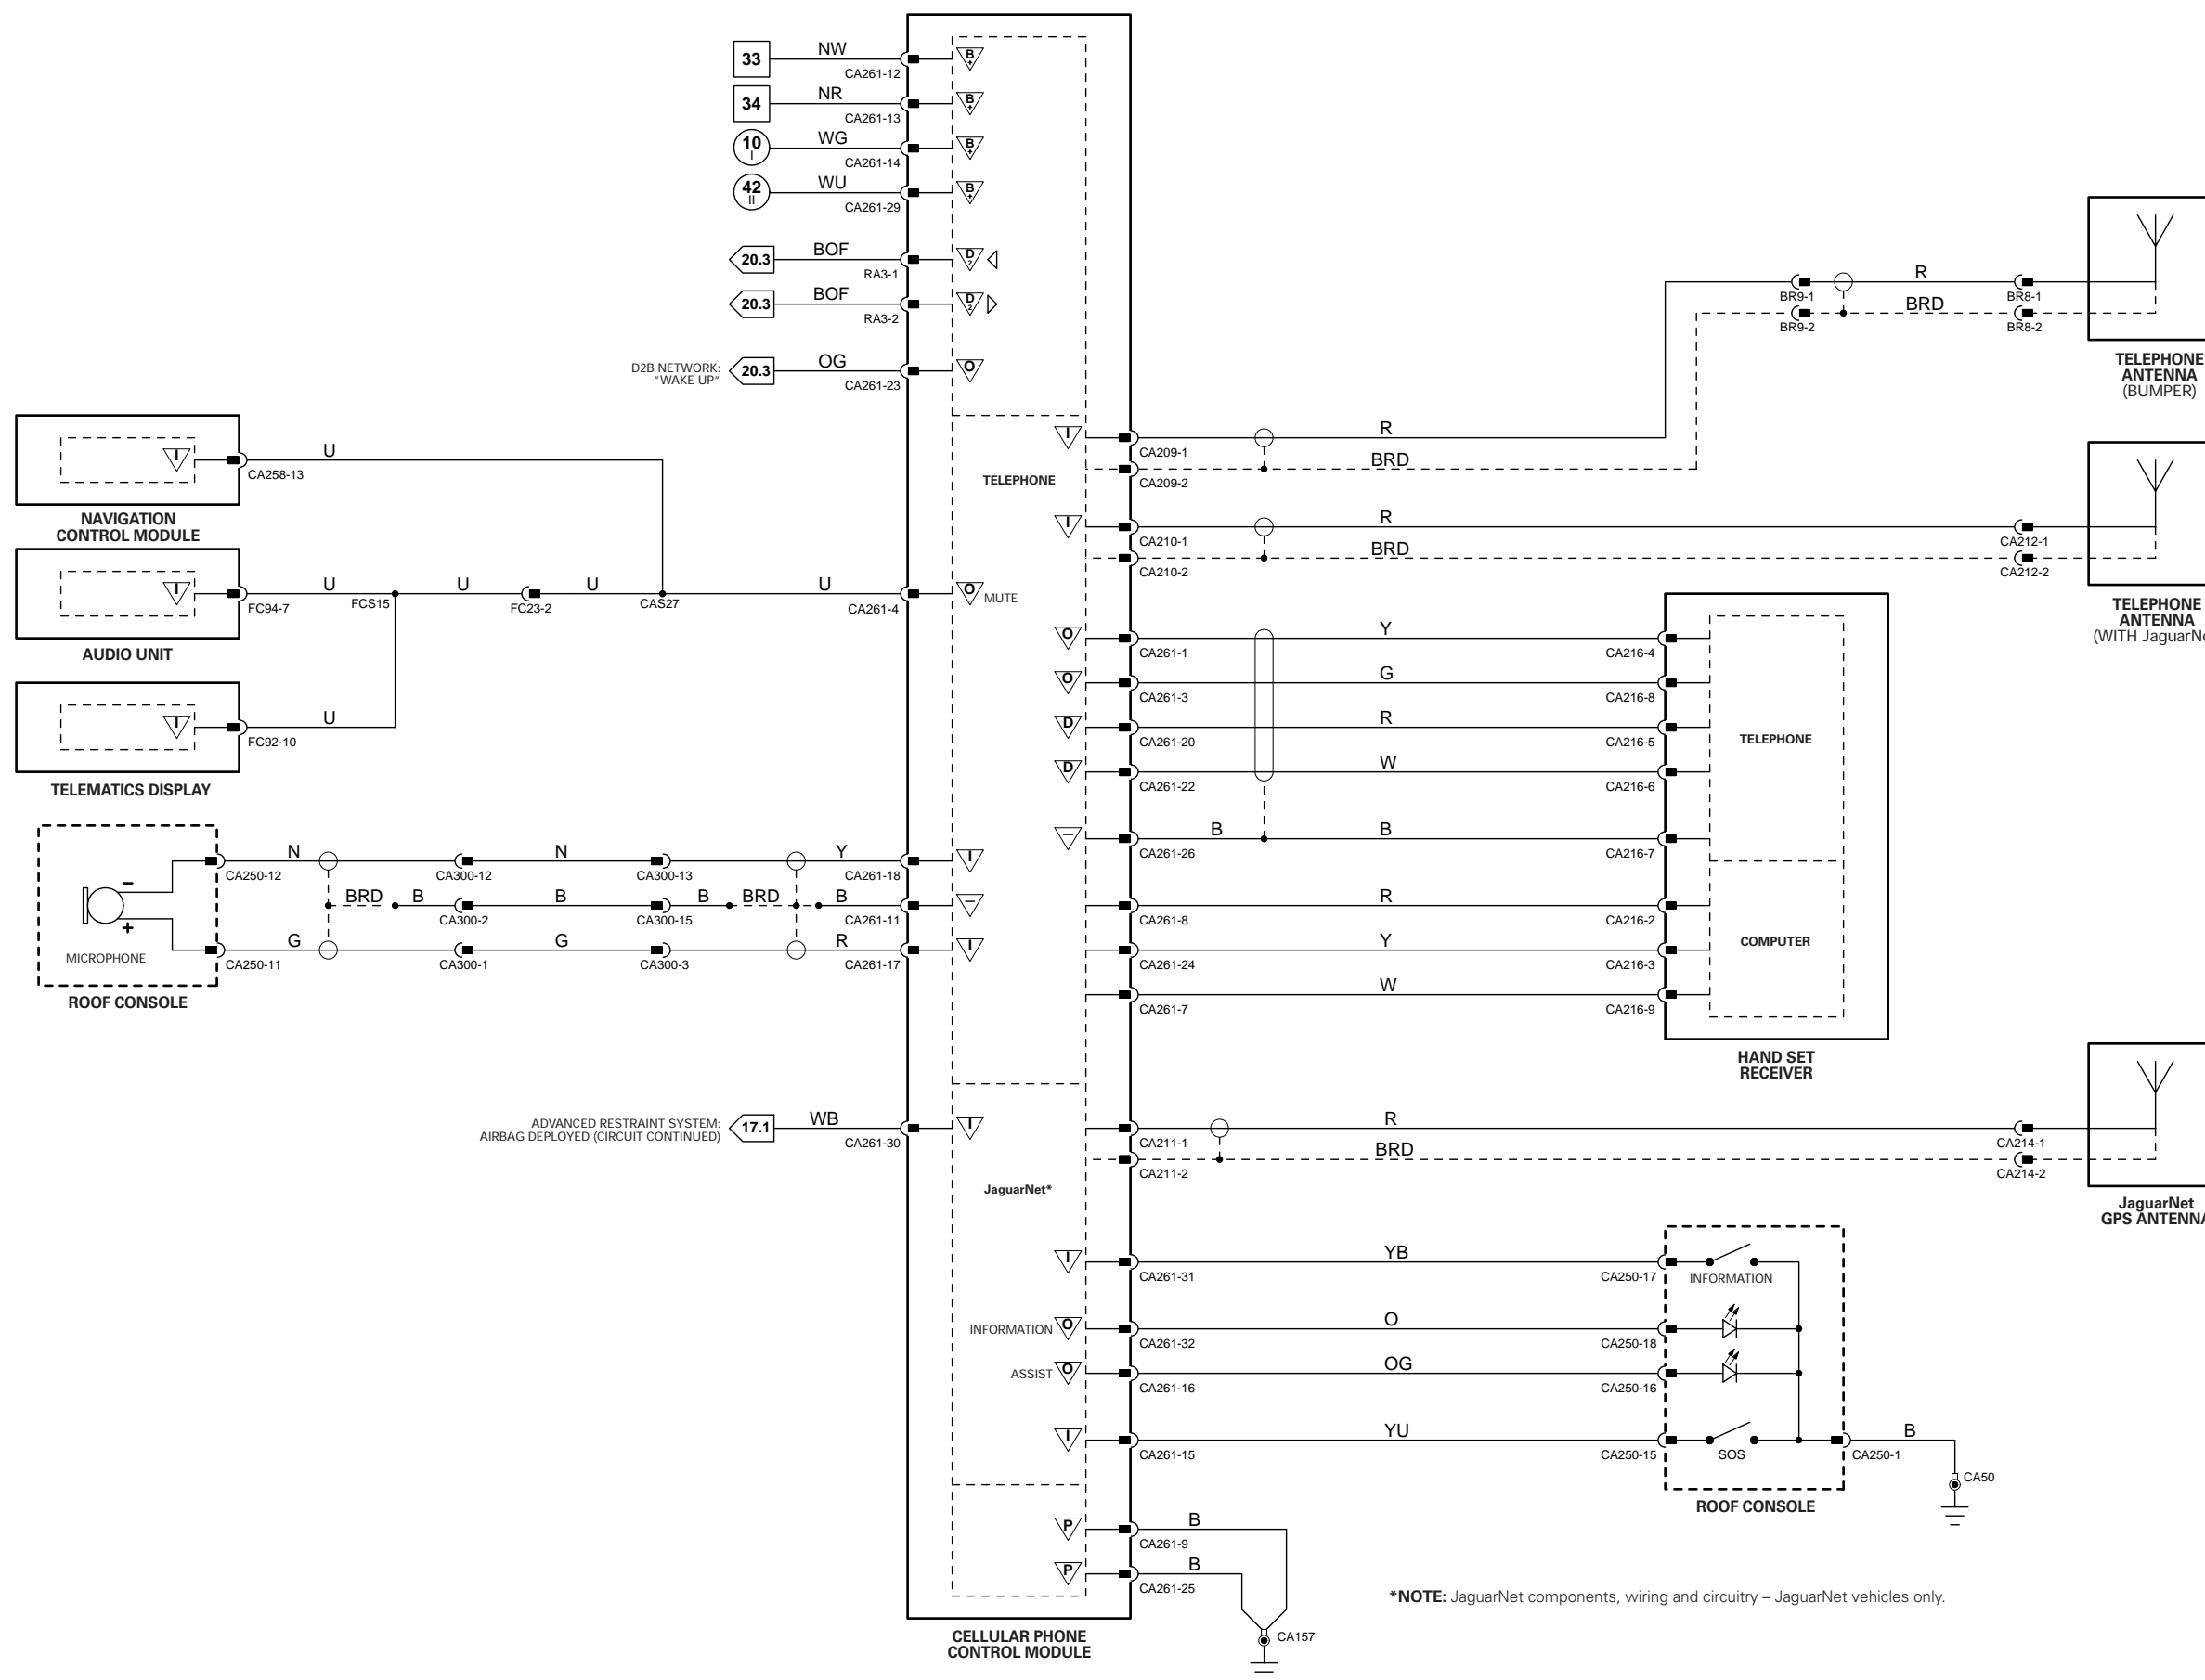 33 NW CA261-12 B+
34 NR CA261-13 B+
10 I WG CA261-14 B+
42 II WU CA261-29 B+
20.3 BOF RA3-1 D2
20.3 BOF RA3-2 D2
D2B NETWORK:
"WAKE UP"
20.3 OG CA261-23 O
R
BR9-1 BR8-1
BRD
BR9-2 BR8-2
TELEPHONE
ANTENNA
(BUMPER)
I CA209-1 R
CA209-2 BRD
TELEPHONE
I CA210-1 R CA212-1
CA210-2 BRD CA212-2
TELEPHONE
ANTENNA
I U
CA258-13
NAVIGATION
CONTROL MODULE
I U U U U
FC94-7 FCS15 FC23-2 CAS27 CA261-4
O MUTE
AUDIO UNIT
I U
FC92-10
TELEMATICS DISPLAY
O CA261-1 Y CA216-4
O CA261-3 G CA216-8
D CA261-20 R CA216-5
D CA261-22 W CA216-6
– CA261-26 B B CA216-7
TELEPHONE
CA261-8 R CA216-2
CA261-24 Y CA216-3
CA261-7 W CA216-9
COMPUTER
HAND SET
RECEIVER
– N N Y I
CA250-12 CA300-12 CA300-13 CA261-18
BRD B B B BRD B –
CA300-2 CA300-15 CA261-11
+ G G R I
MICROPHONE CA250-11 CA300-1 CA300-3 CA261-17
ROOF CONSOLE
ADVANCED RESTRAINT SYSTEM:
AIRBAG DEPLOYED (CIRCUIT CONTINUED)
17.1 WB CA261-30 I
CA211-1 R CA214-1
CA211-2 BRD CA214-2
JaguarNet*
JaguarNet
I CA261-31 YB CA250-17 INFORMATION
INFORMATION O CA261-32 O CA250-18
ASSIST O CA261-16 OG CA250-16
I CA261-15 YU CA250-15 SOS CA250-1 B
CA50
ROOF CONSOLE
P CA261-9 B
P CA261-25 B
CA157
*NOTE: JaguarNet components, wiring and circuitry – JaguarNet vehicles only.
CELLULAR PHONE
CONTROL MODULE